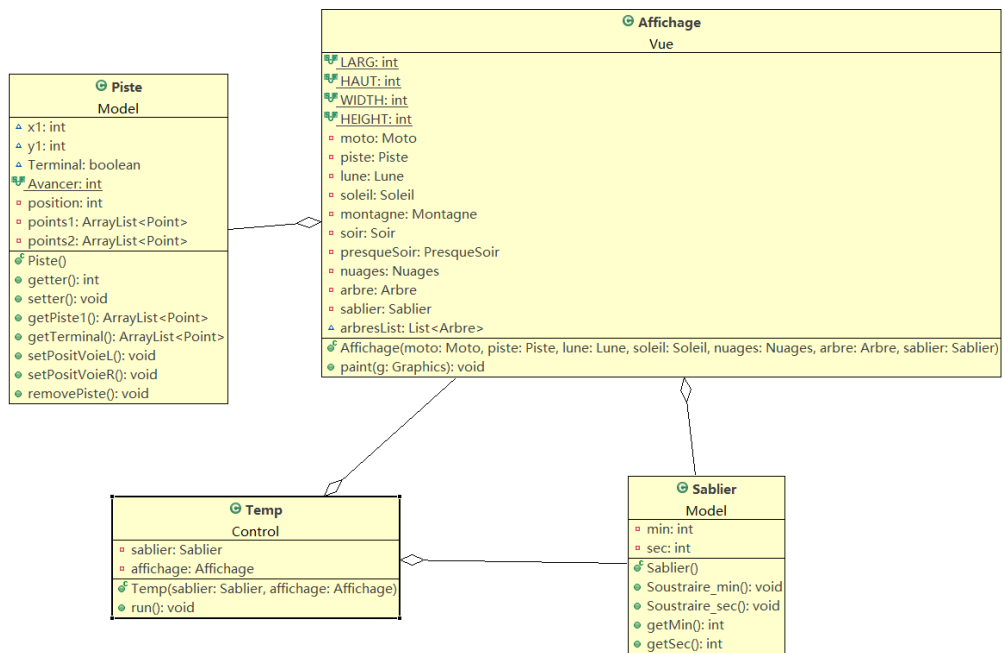 Affichage
Vue
LARG: int
HAUT: int
WIDTH: int
HEIGHT: int
moto: Moto
piste: Piste
lune: Lune
soleil: Soleil
montagne: Montagne
soir: Soir
presqueSoir: PresqueSoir
nuages: Nuages
arbre: Arbre
sablier: Sablier
arbresList: List<Arbre>
Affichage(moto: Moto, piste: Piste, lune: Lune, soleil: Soleil, nuages: Nuages, arbre: Arbre, sablier: Sablier)
paint(g: Graphics): void
Piste
Model
x1: int
y1: int
Terminal: boolean
Avancer: int
position: int
points1: ArrayList<Point>
points2: ArrayList<Point>
Piste()
getter(): int
setter(): void
getPiste1(): ArrayList<Point>
getTerminal(): ArrayList<Point>
setPositVoieL(): void
setPositVoieR(): void
removePiste(): void
Temp
Control
sablier: Sablier
affichage: Affichage
Temp(sablier: Sablier, affichage: Affichage)
run(): void
Sablier
Model
min: int
sec: int
Sablier()
Soustraire_min(): void
Soustraire_sec(): void
getMin(): int
getSec(): int